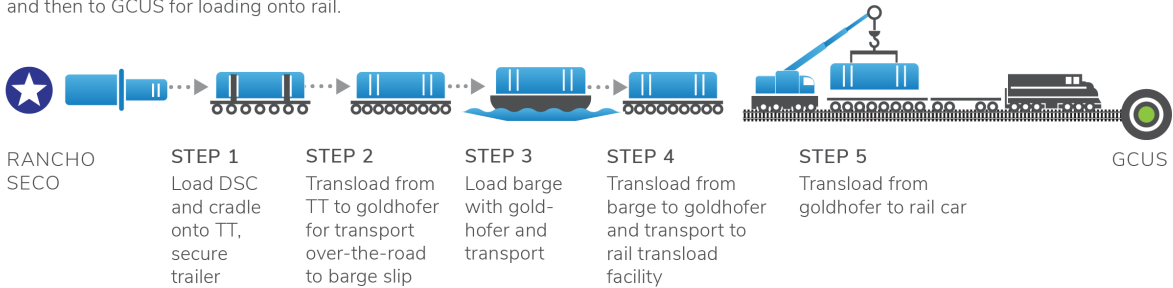 and then to GCUS for loading onto rail.
RANCHO
SECO
STEP 1
Load DSC
and cradle
onto TT,
secure
trailer
STEP 2
Transload from
TT to goldhofer
for transport
over-the-road
to barge slip
STEP 3
Load barge
with gold-
hofer and
transport
STEP 4
Transload from
barge to goldhofer
and transport to
rail transload
facility
STEP 5
Transload from
goldhofer to rail car
GCUS